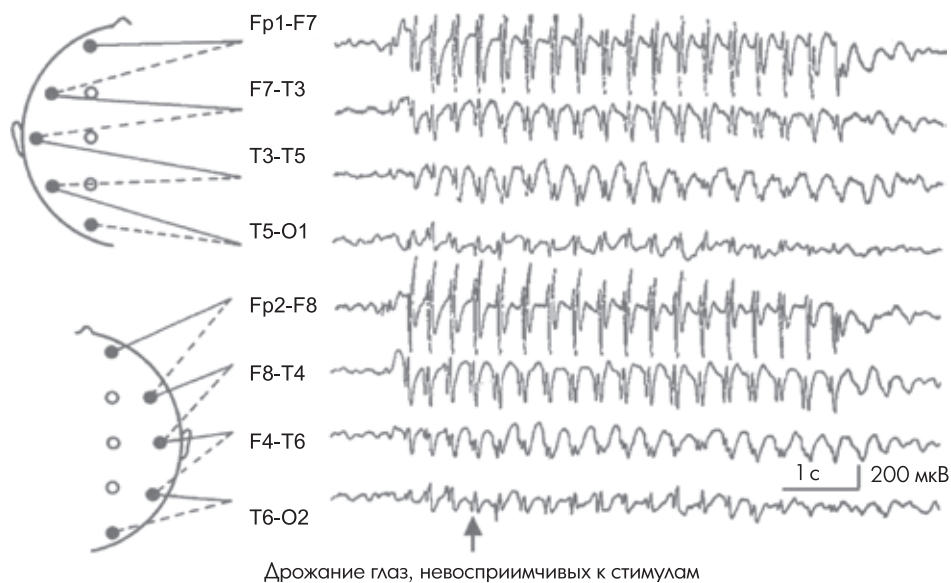 Fp1-F7
F7-T3
T3-T5
T5-O1
Fp2-F8
F8-T4
F4-T6
T6-O2
1 с
200 мкВ
Дрожание глаз, невосприимчивых к стимулам